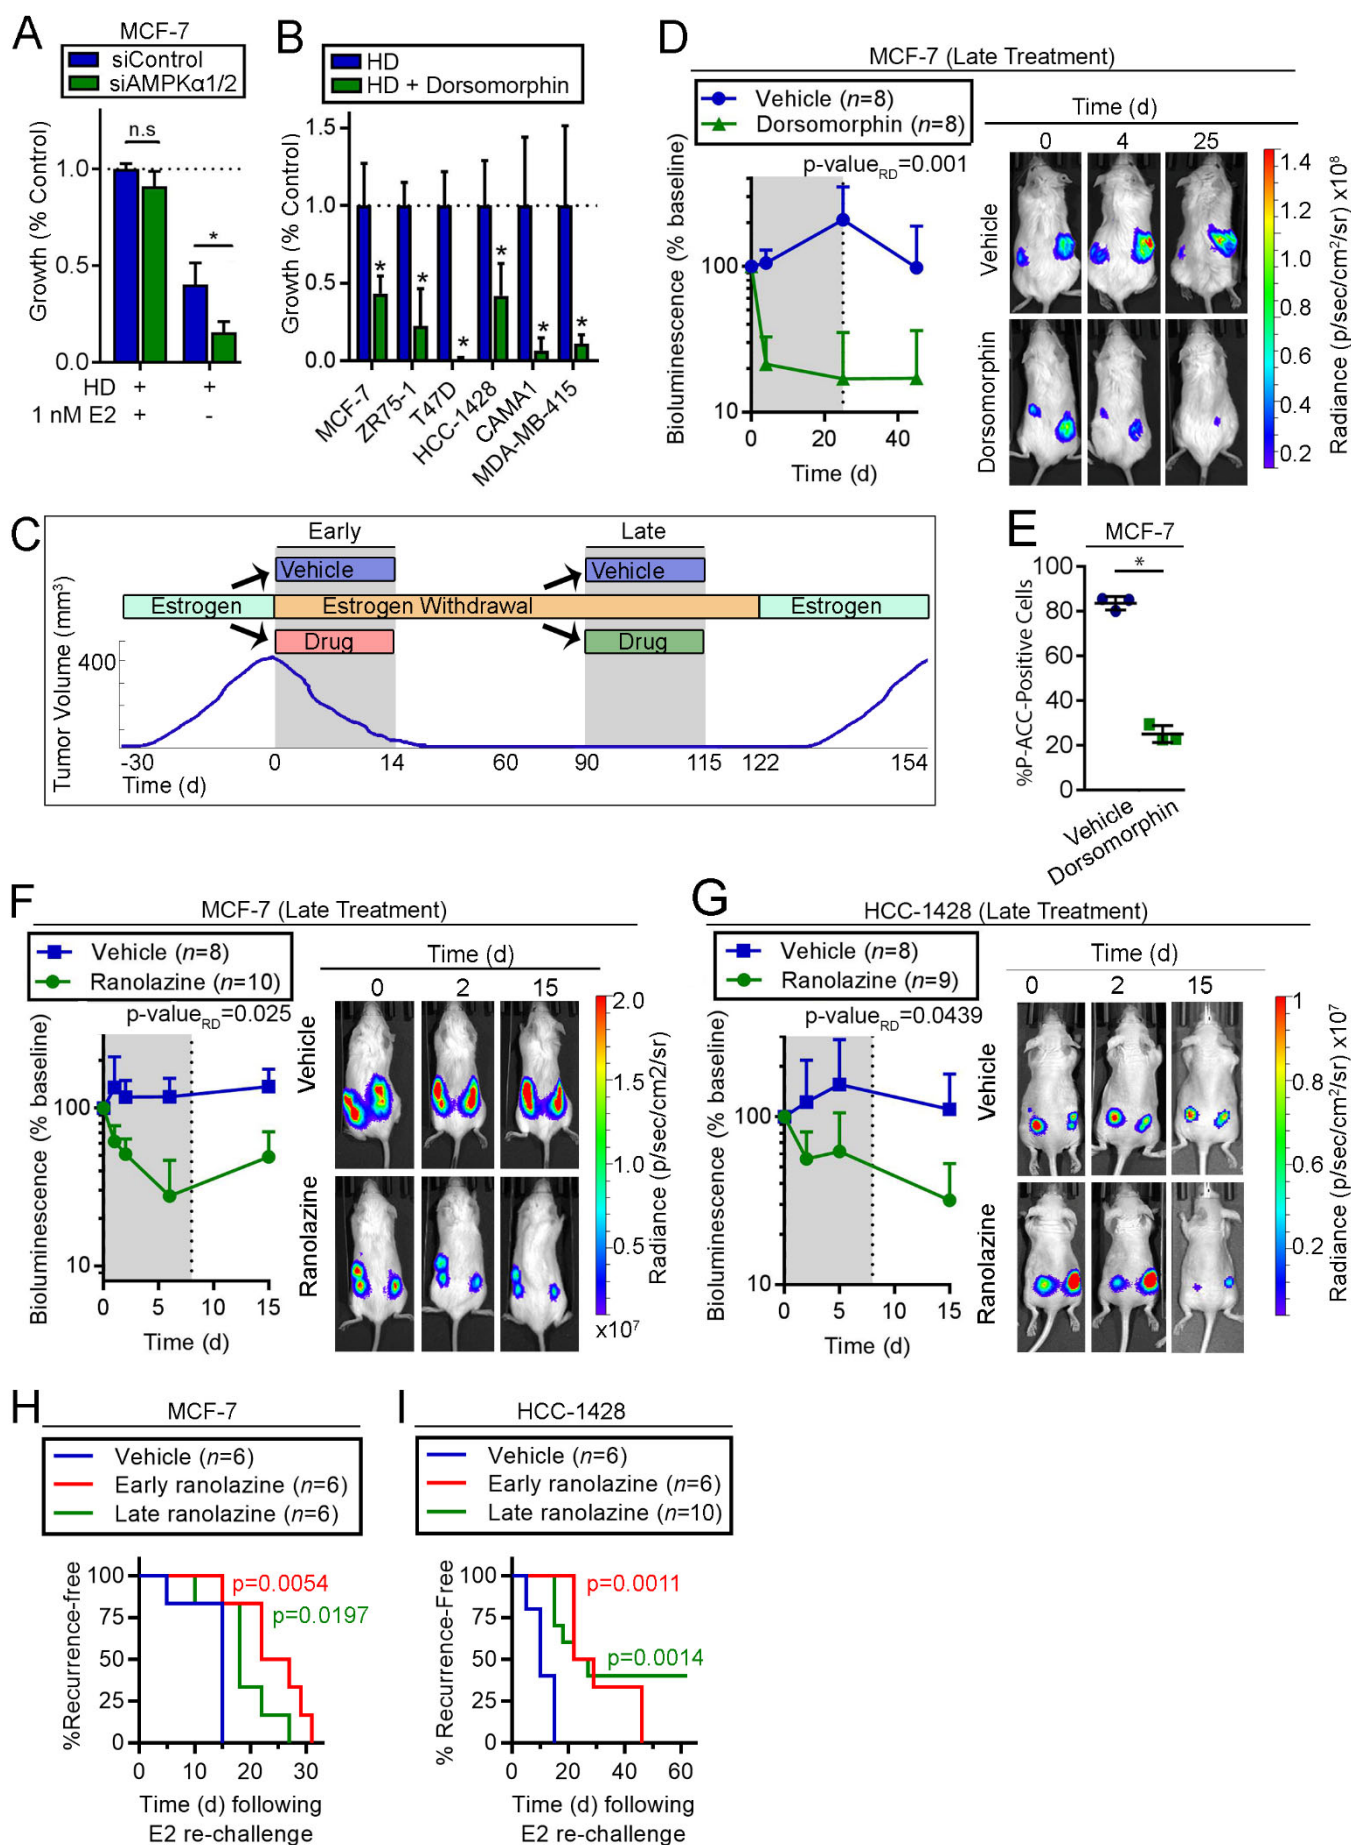 A
MCF-7
siControl
siAMPKα1/2
n.s
*
Growth (% Control)
1.0
0.5
0.0
HD + +
1 nM E2 + -
B
HD
HD + Dorsomorphin
Growth (% Control)
1.5
1.0
0.5
0.0
* * * * * *
MCF-7
ZR75-1
T47D
HCC-1428
CAMA1
MDA-MB-415
D
MCF-7 (Late Treatment)
Vehicle (n=8)
Dorsomorphin (n=8)
p-valueRD=0.001
Bioluminescence (% baseline)
100
10
0 20 40
Time (d)
Time (d)
0 4 25
Vehicle
Dorsomorphin
1.4
1.2
1.0
0.8
0.6
0.4
0.2
Radiance (p/sec/cm²/sr) x10⁸
C
Early Late
Vehicle Vehicle
Estrogen Estrogen Withdrawal Estrogen
Drug Drug
Tumor Volume (mm³)
400
-30 0 14 60 90 115 122 154
Time (d)
E
MCF-7
*
%P-ACC-Positive Cells
100
80
60
40
20
0
Vehicle
Dorsomorphin
F
MCF-7 (Late Treatment)
Vehicle (n=8)
Ranolazine (n=10)
p-valueRD=0.025
Bioluminescence (% baseline)
100
10
0 5 10 15
Time (d)
Time (d)
0 2 15
Vehicle
Ranolazine
2.0
1.5
1.0
0.5
x10⁷
Radiance (p/sec/cm2/sr)
G
HCC-1428 (Late Treatment)
Vehicle (n=8)
Ranolazine (n=9)
p-valueRD=0.0439
Bioluminescence (% baseline)
100
10
0 5 10 15
Time (d)
Time (d)
0 2 15
Vehicle
Ranolazine
1
0.8
0.6
0.4
0.2
Radiance (p/sec/cm²/sr) x10⁷
H
MCF-7
Vehicle (n=6)
Early ranolazine (n=6)
Late ranolazine (n=6)
%Recurrence-free
100
75
50
25
0
p=0.0054
p=0.0197
0 10 20 30
Time (d) following
E2 re-challenge
I
HCC-1428
Vehicle (n=6)
Early ranolazine (n=6)
Late ranolazine (n=10)
% Recurrence-Free
100
75
50
25
0
p=0.0011
p=0.0014
0 20 40 60
Time (d) following
E2 re-challenge